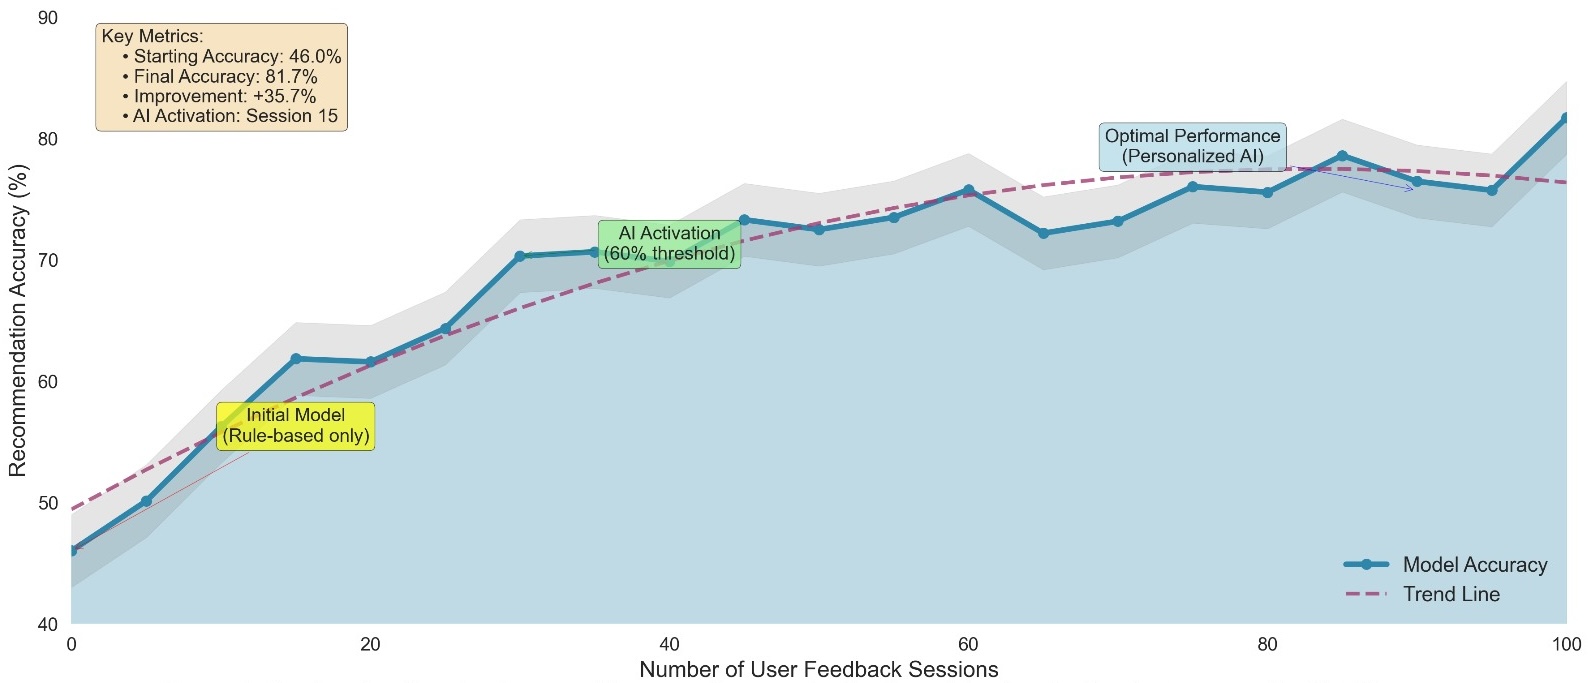 90
80
70
60
50
40
Recommendation Accuracy (%)
Key Metrics:
• Starting Accuracy: 46.0%
• Final Accuracy: 81.7%
• Improvement: +35.7%
• AI Activation: Session 15
Optimal Performance
(Personalized AI)
AI Activation
(60% threshold)
Initial Model
(Rule-based only)
Model Accuracy
Trend Line
0 20 40 60 80 100
Number of User Feedback Sessions